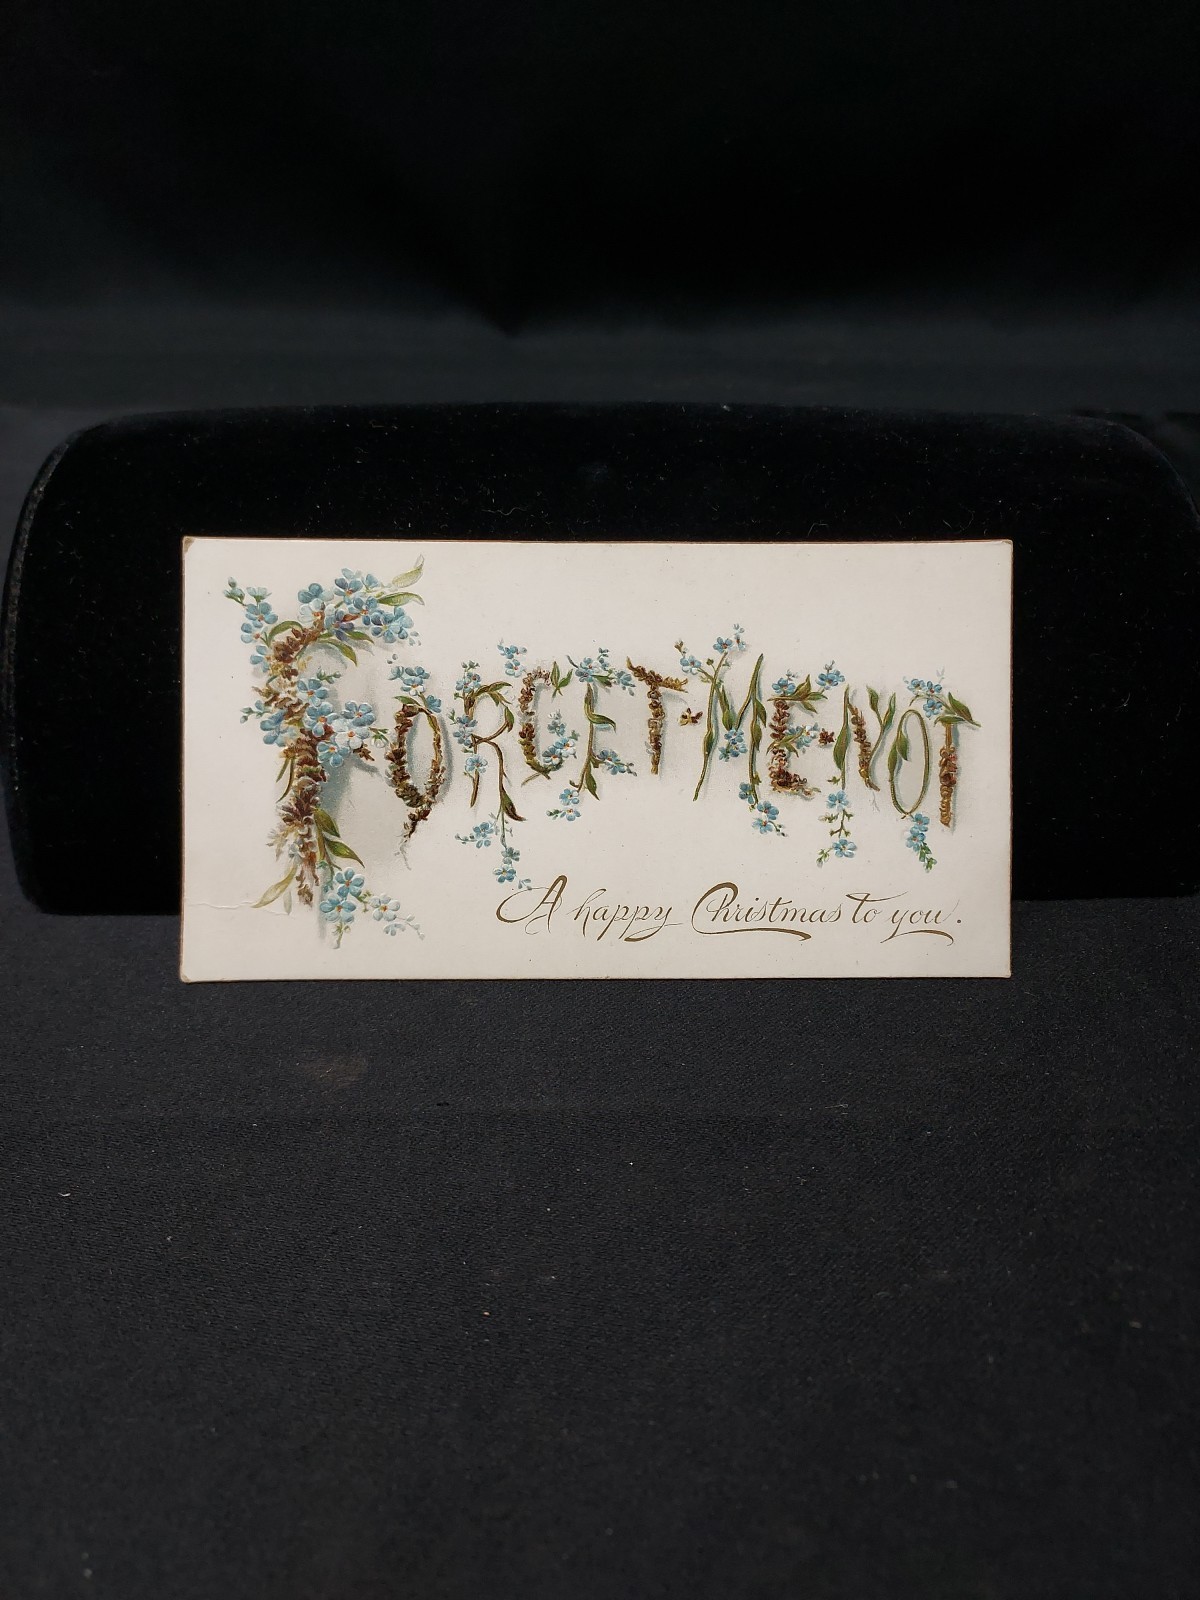 FORGET-ME-NOT
A happy Christmas to you.